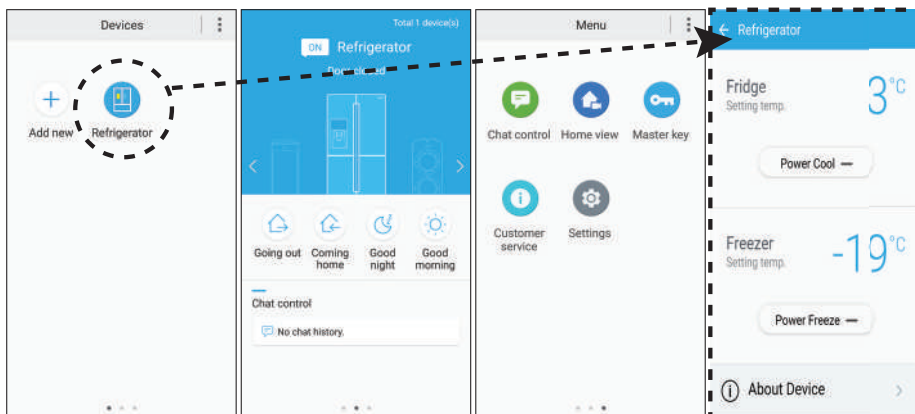 Devices
Add new
Refrigerator
Total 1 device(s)
ON Refrigerator
Door closed
Going out
Coming
home
Good
night
Good
morning
Chat control
No chat history.
Menu
Chat control
Home view
Master key
Customer
service
Settings
Refrigerator
Fridge
Setting temp.
3°C
Power Cool
Freezer
Setting temp.
-19°C
Power Freeze
About Device